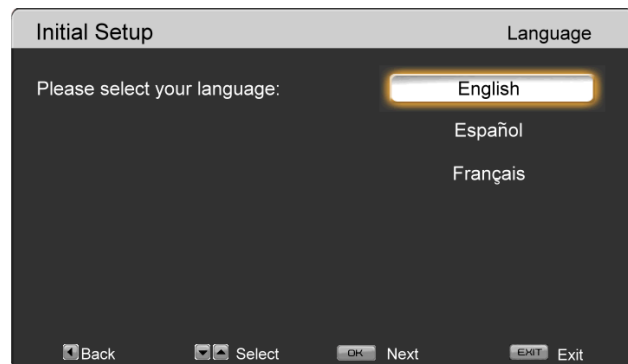 Initial Setup Language
Please select your language: English
Español
Français
Back Select OK Next EXIT Exit